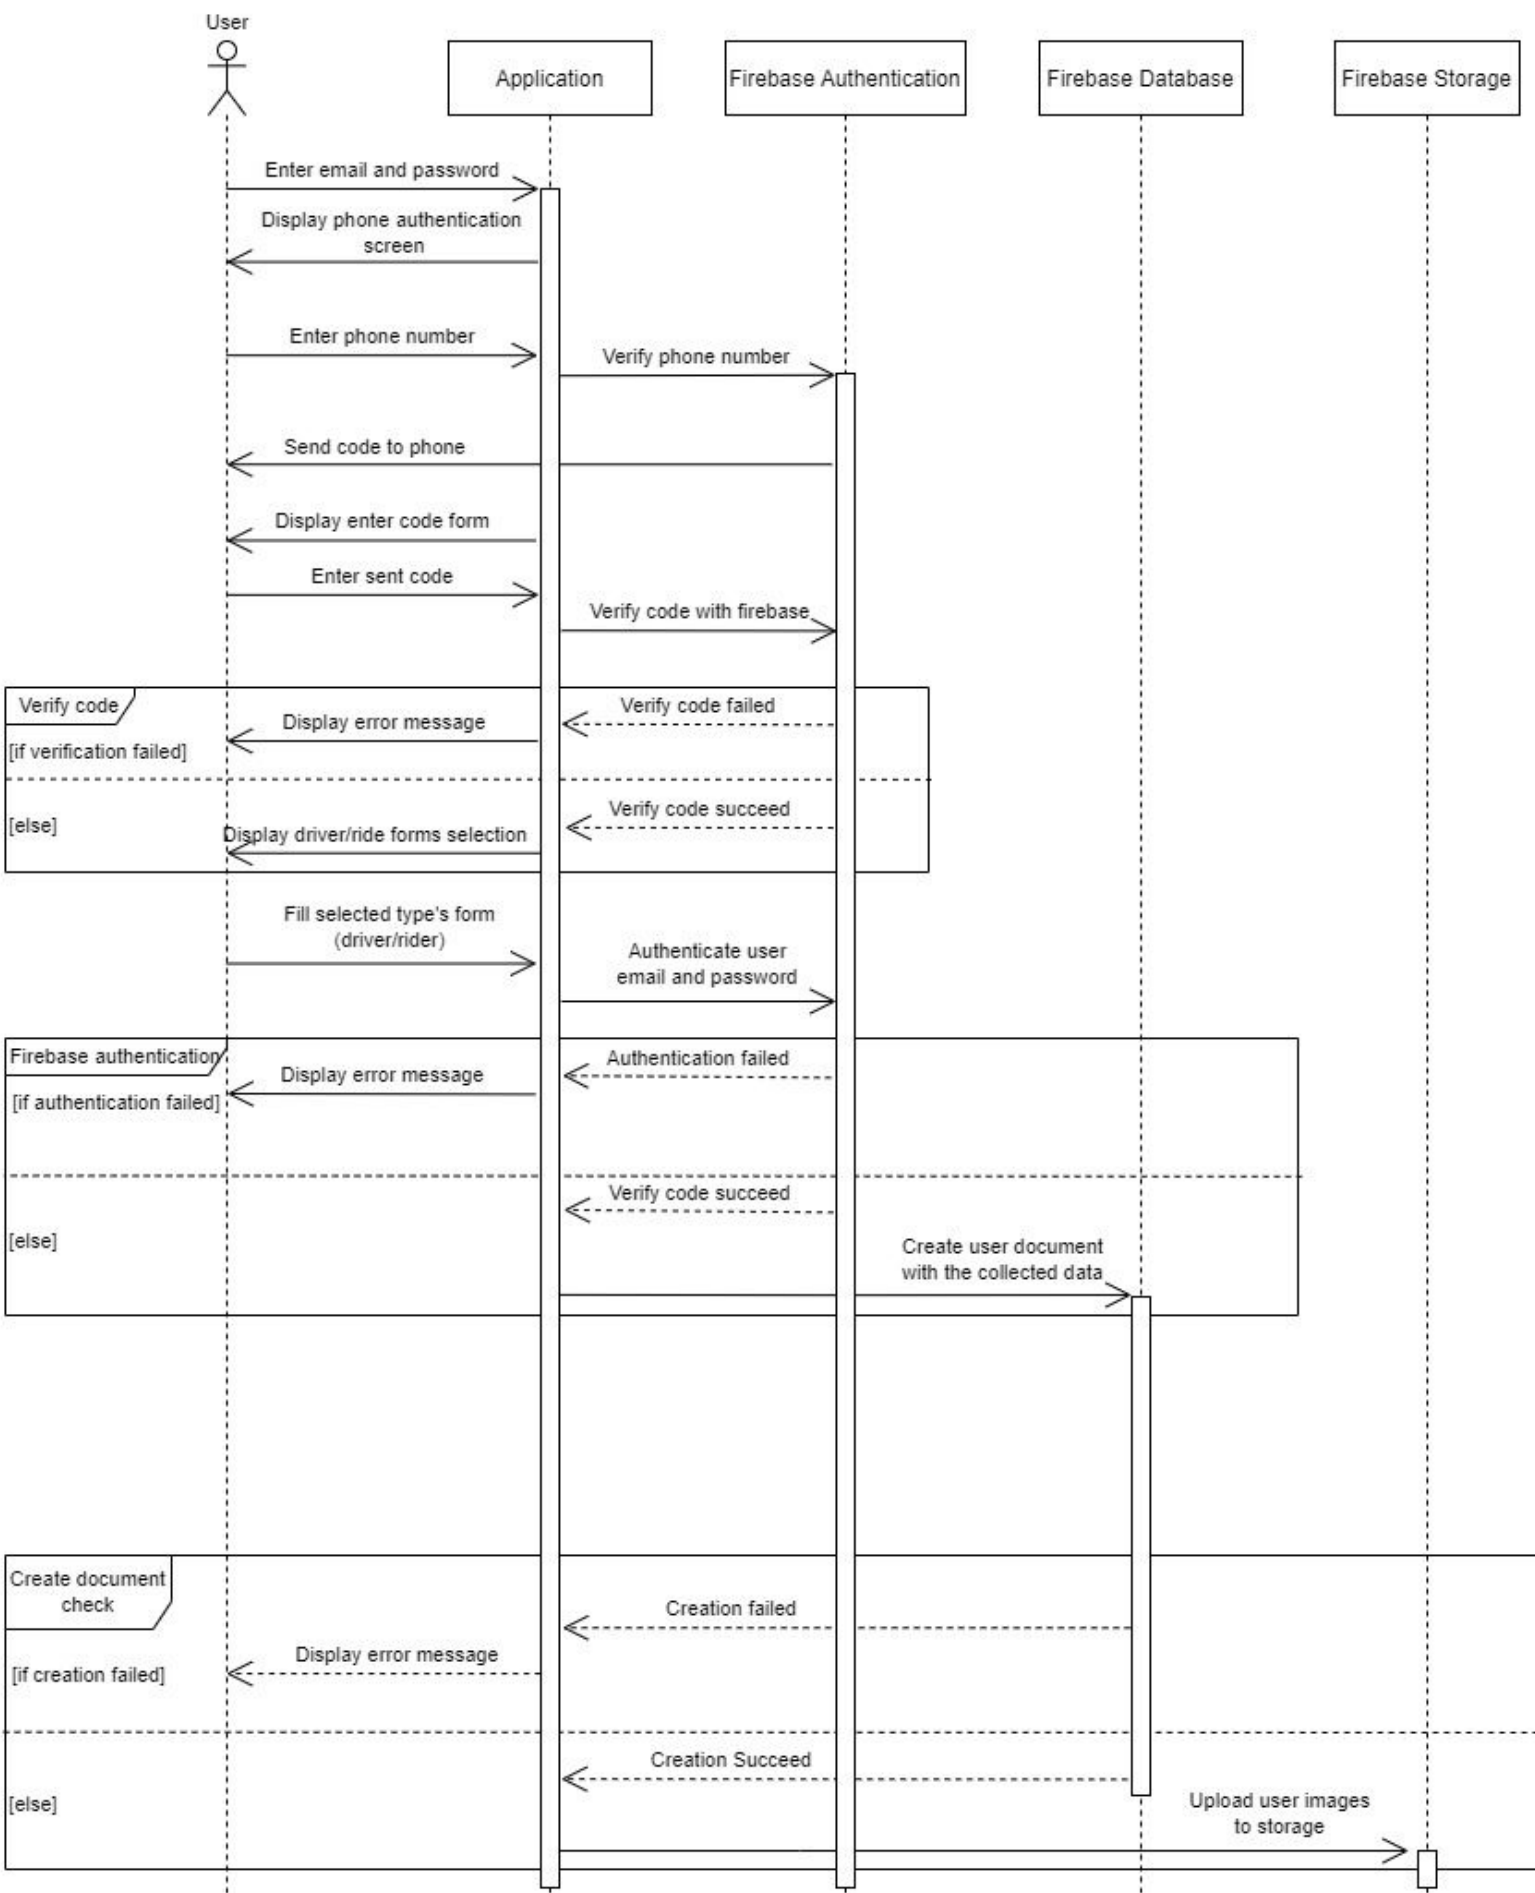 User
Application
Firebase Authentication
Firebase Database
Firebase Storage
Enter email and password
Display phone authentication
screen
Enter phone number
Verify phone number
Send code to phone
Display enter code form
Enter sent code
Verify code with firebase
Verify code
Verify code failed
Display error message
[if verification failed]
Verify code succeed
[else]
Display driver/ride forms selection
Fill selected type's form
(driver/rider)
Authenticate user
email and password
Firebase authentication
Authentication failed
Display error message
[if authentication failed]
Verify code succeed
[else]
Create user document
with the collected data
Create document
check
Creation failed
Display error message
[if creation failed]
Creation Succeed
[else]
Upload user images
to storage